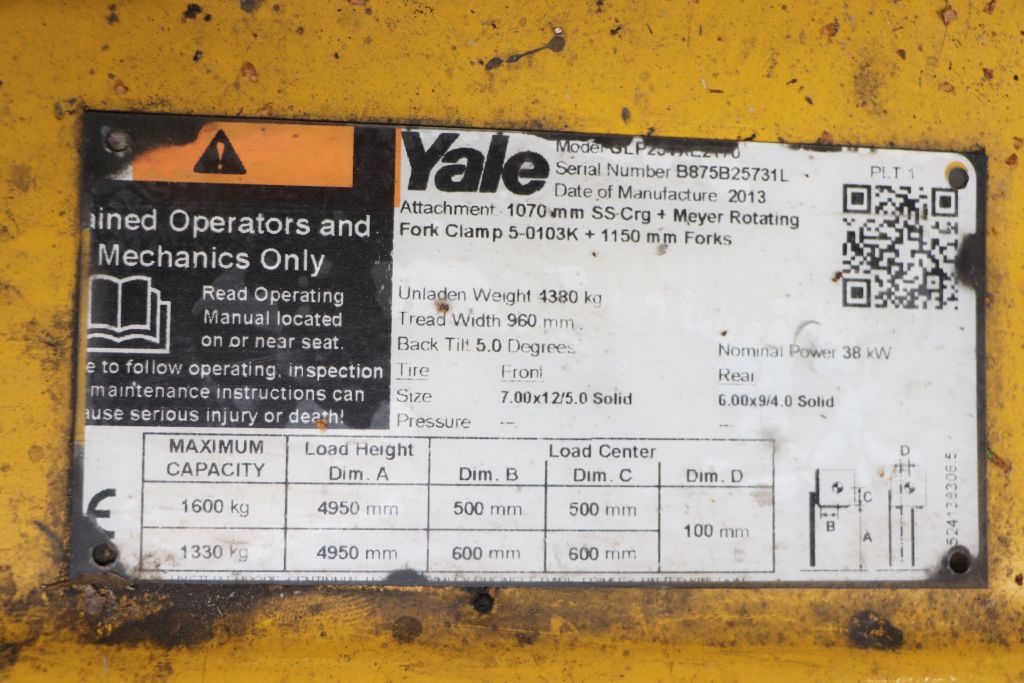 Yale
Model
Serial Number B875B25731L
Date of Manufacture 2013
PLT 1
Attachment 1070 mm SS-Crg + Meyer Rotating
Fork Clamp 5-0103K + 1150 mm Forks
ained Operators and
Mechanics Only
Read Operating
Manual located
on or near seat.
e to follow operating, inspection
maintenance instructions can
ause serious injury or death!
Unladen Weight 4380 kg
Tread Width 960 mm
Back Tilt 5.0 Degrees
Nominal Power 38 kW
Tire Front Rear
Size 7.00x12/5.0 Solid 6.00x9/4.0 Solid
Pressure -- --
MAXIMUM CAPACITY Load Height Load Center
Dim. A Dim. B Dim. C Dim. D
1600 kg 4950 mm 500 mm 500 mm 100 mm
1330 kg 4950 mm 600 mm 600 mm
D
C
B
A
CE